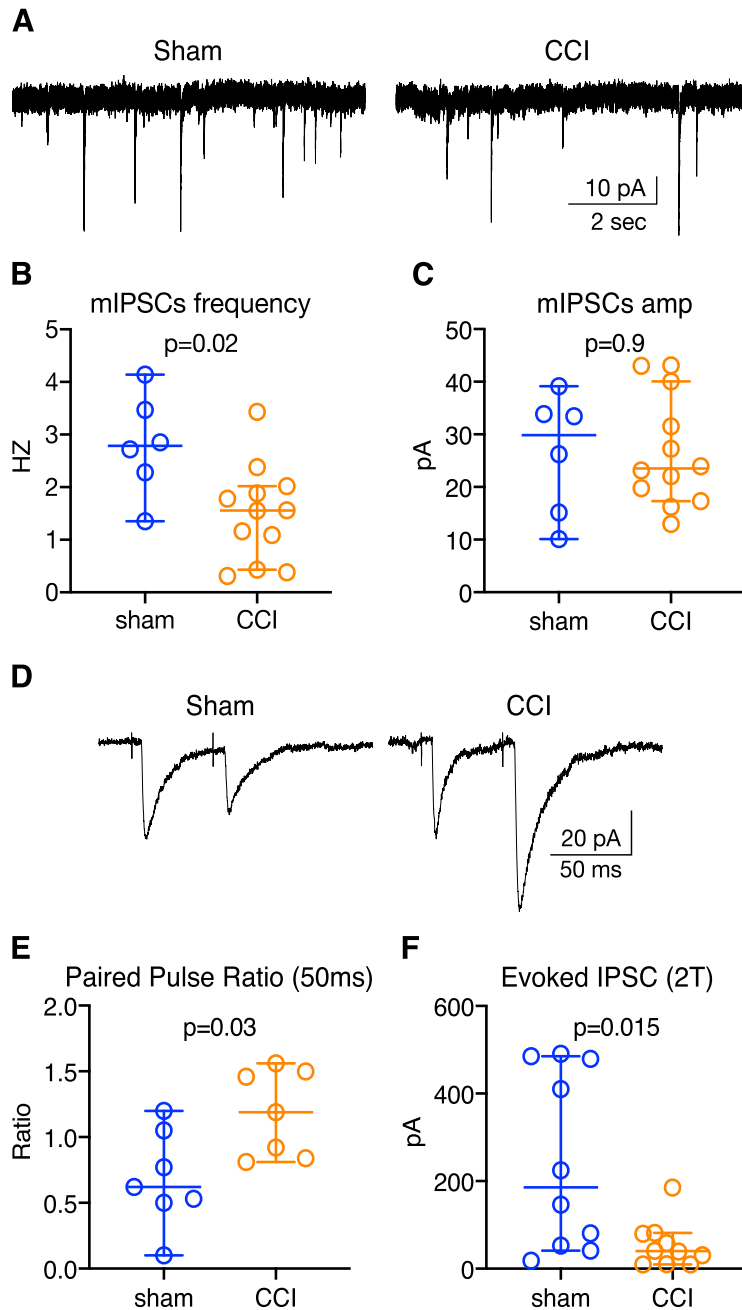 A
Sham CCI
10 pA
2 sec
B C
mIPSCs frequency mIPSCs amp
5 50
p=0.02 p=0.9
4 40
3 30
HZ pA
2 20
1 10
0 0
sham CCI sham CCI
D
Sham CCI
20 pA
50 ms
E F
Paired Pulse Ratio (50ms) Evoked IPSC (2T)
2.0 600
p=0.03 p=0.015
1.5
400
Ratio pA
1.0
200
0.5
0.0 0
sham CCI sham CCI